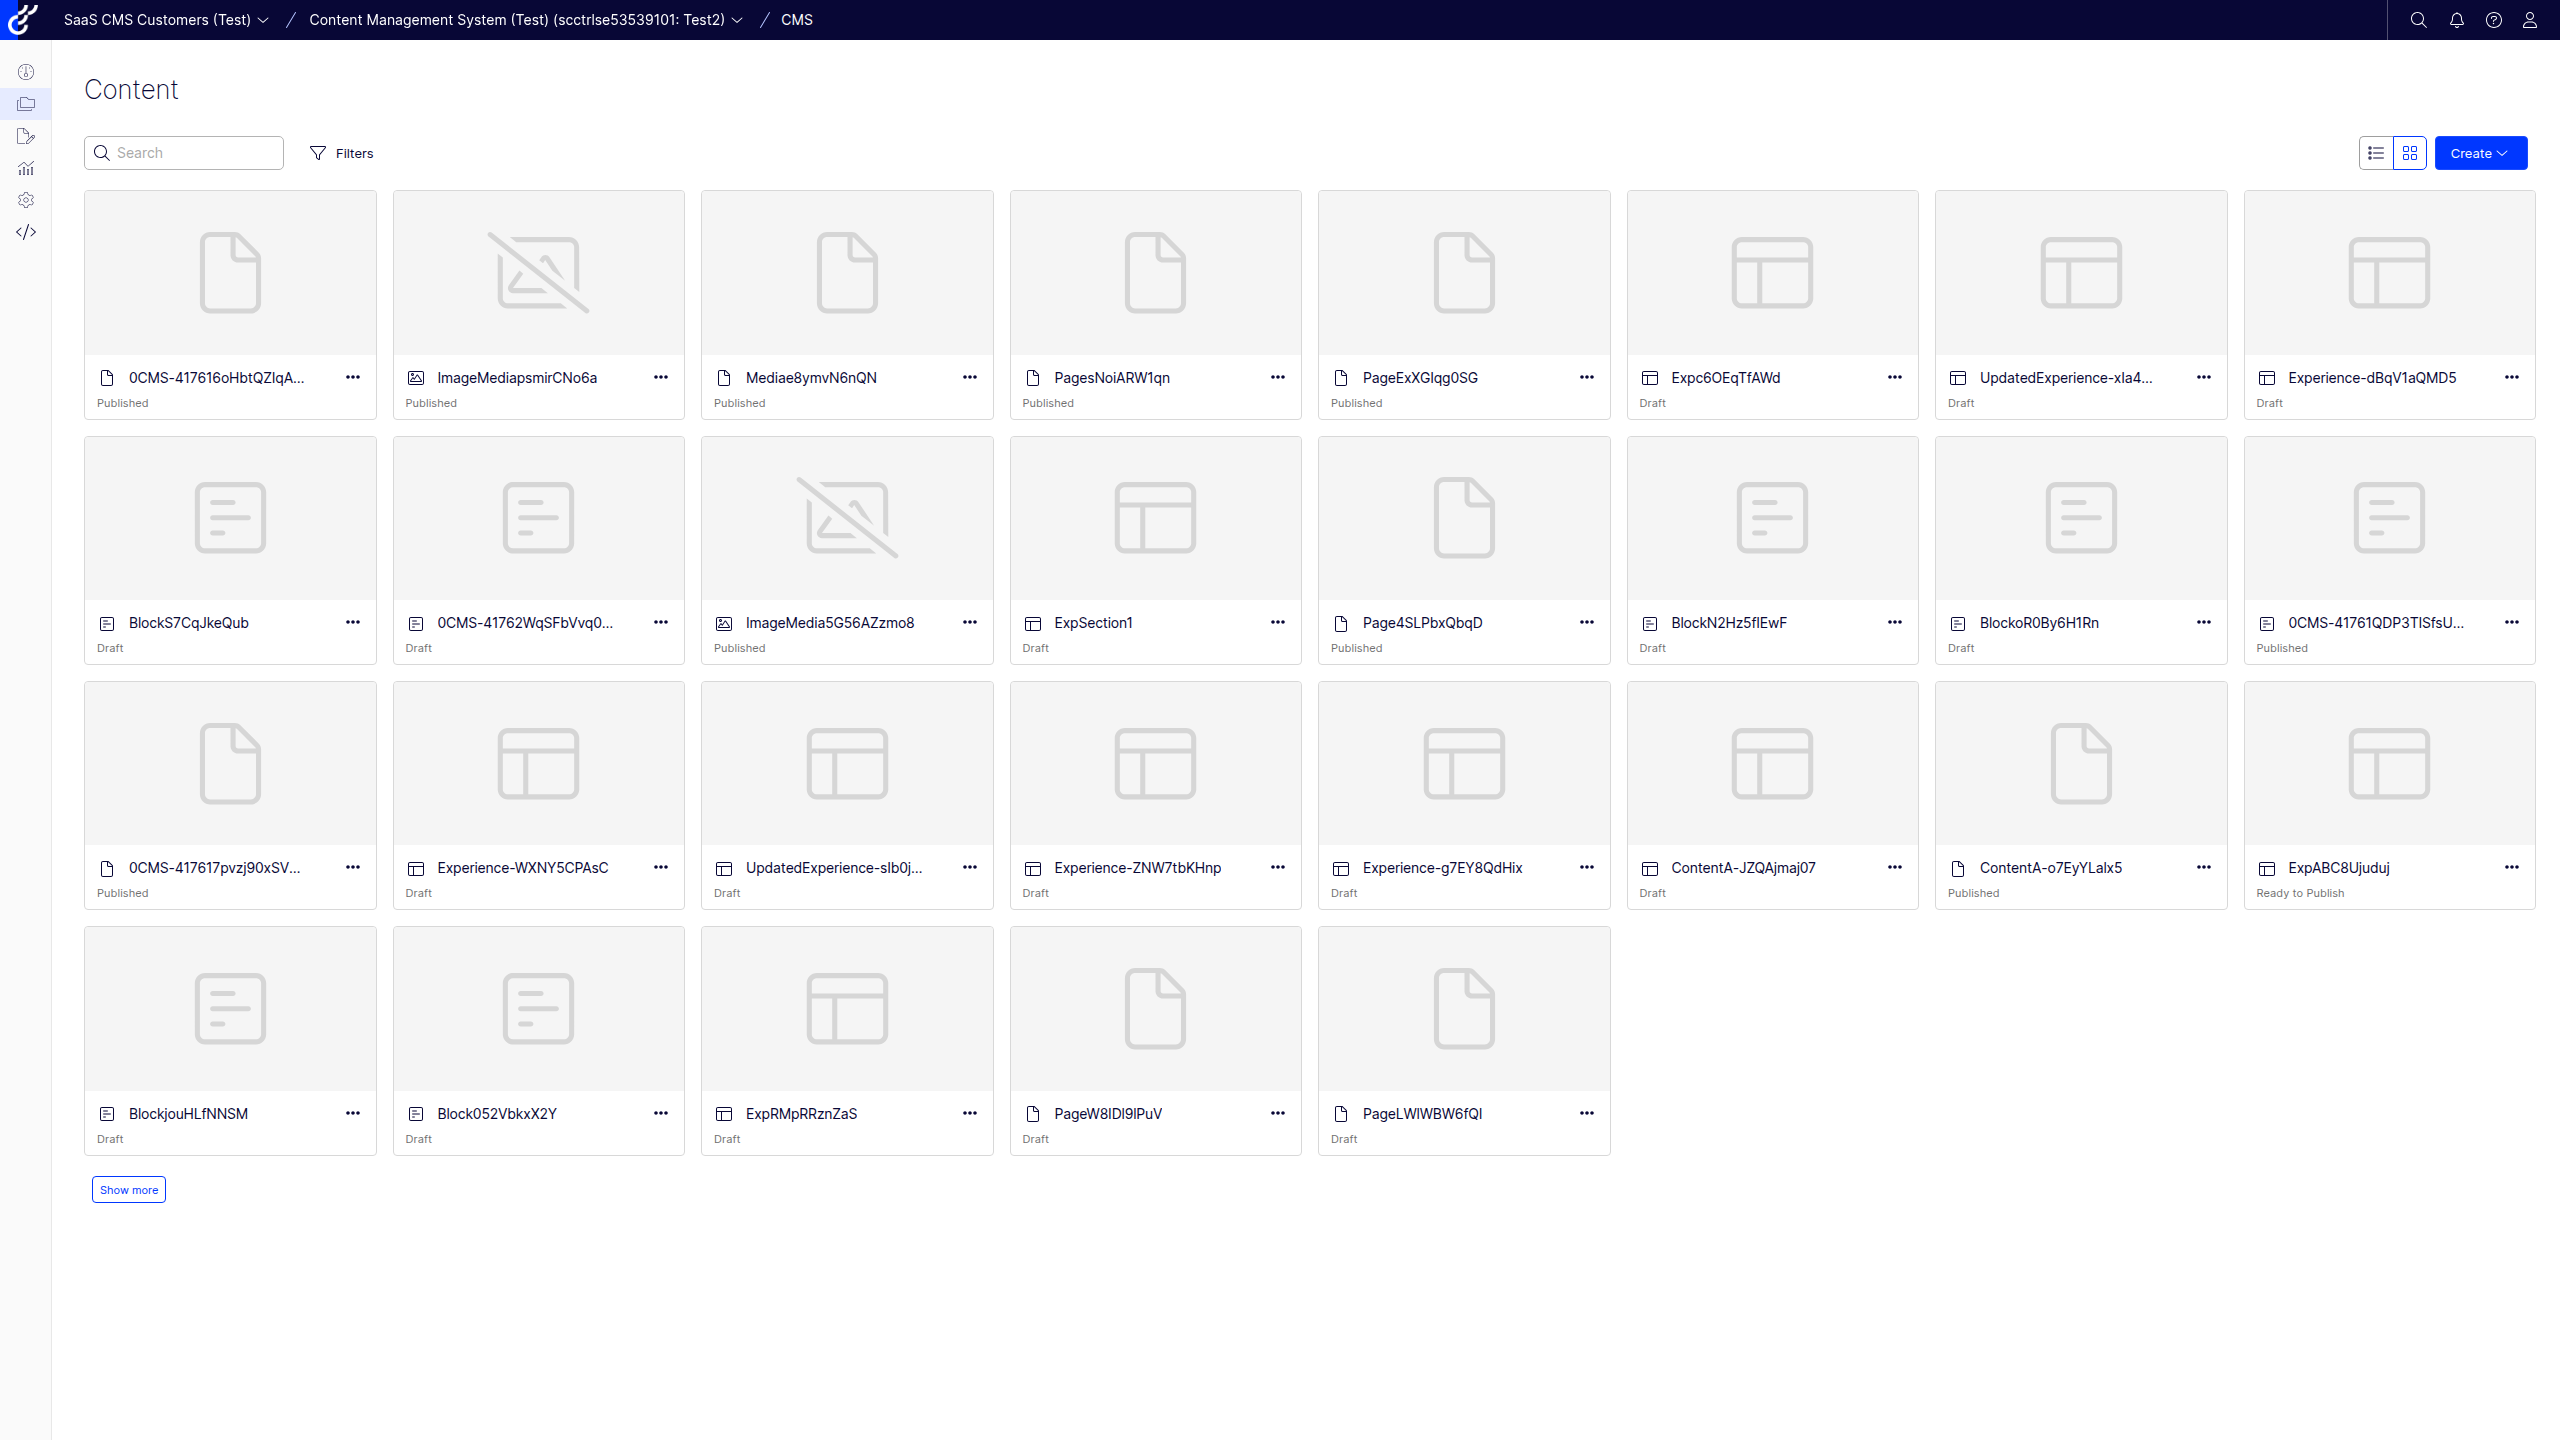 SaaS CMS Customers (Test) / Content Management System (Test) (scctrlse53539101: Test2) / CMS
Content
Search Filters Create
0CMS-417616oHbtQZIqA... ImageMediapsmirCNo6a Mediae8ymvN6nQN PagesNoiARW1qn PageExXGlqg0SG Expc6OEqTfAWd UpdatedExperience-xIa4... Experience-dBqV1aQMD5
Published Published Published Published Published Draft Draft Draft
BlockS7CqJkeQub 0CMS-41762WqSFbVvq0... ImageMedia5G56AZzmo8 ExpSection1 Page4SLPbxQbqD BlockN2Hz5flEwF BlockoR0By6H1Rn 0CMS-41761QDP3TISfsU...
Draft Draft Published Draft Published Draft Draft Published
0CMS-417617pvzj90xSV... Experience-WXNY5CPAsC UpdatedExperience-slb0j... Experience-ZNW7tbKHnp Experience-g7EY8QdHix ContentA-JZQAjmaj07 ContentA-o7EyYLalx5 ExpABC8Ujuduj
Published Draft Draft Draft Draft Draft Published Ready to Publish
BlockjouHLfNNSM Block052VbkxX2Y ExpRMpRRznZaS PageW8lDl9lPuV PageLWlWBW6fQl
Draft Draft Draft Draft Draft
Show more